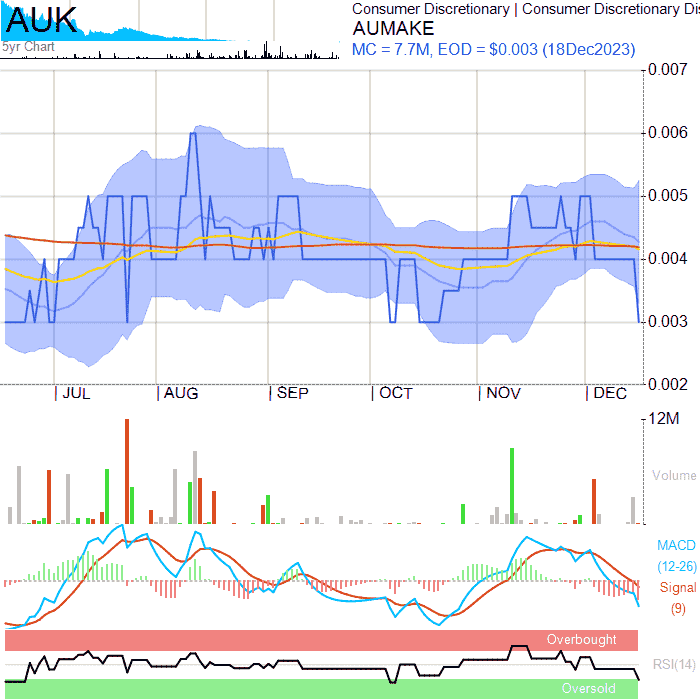 AUK
5yr Chart
Consumer Discretionary | Consumer Discretionary Dis
AUMAKE
MC = 7.7M, EOD = $0.003 (18Dec2023)
0.007
0.006
0.005
0.004
0.003
0.002
JUL AUG SEP OCT NOV DEC
12M
Volume
MACD
(12-26)
Signal
(9)
Overbought
RSI(14)
Oversold